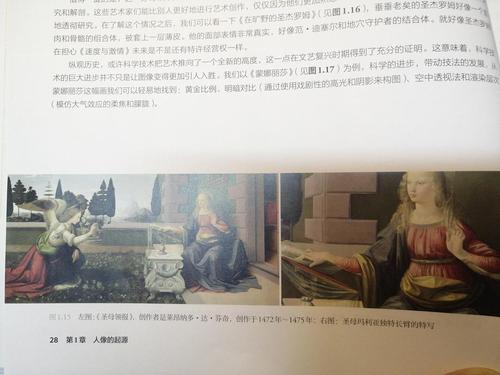 究和解剖。这些艺术家们能比别人更好地进行艺术创作，仅仅因为他们更
地透彻研究。在了解这个情况之后，我们可以看一下《在旷野的圣杰罗姆》（见图1.16），垂垂老矣的圣杰罗姆好像一个
肉和骨骼的组合体，被套上一层薄皮，他的面部表情非常真实，好像范·迪塞尔和地穴守护者的结合体。就好像圣杰罗
在担心《速度与激情》未来是不是还有特许经营权一样。
纵观历史，或许科学技术把艺术推向了一个全新的高度，这一点在文艺复兴时期得到了充分的证明。这意味着，科学技
术的巨大进步并不只是让图像变得更加引人入胜。我们以《蒙娜丽莎》（见图1.17）为例，科学的进步，带动技法的发展，从
蒙娜丽莎这幅画我们可以轻易地找到：黄金比例、明暗对比（通过使用戏剧性的高光和阴影来构图）、空中透视法和渲染层次
（模仿大气效应的柔焦和朦胧）。
图1.15 左图：《圣母领报》，创作者是莱昂纳多·达·芬奇，创作于1472年～1475年；右图：圣母玛利亚独特长臂的特写
28 第1章 人像的起源